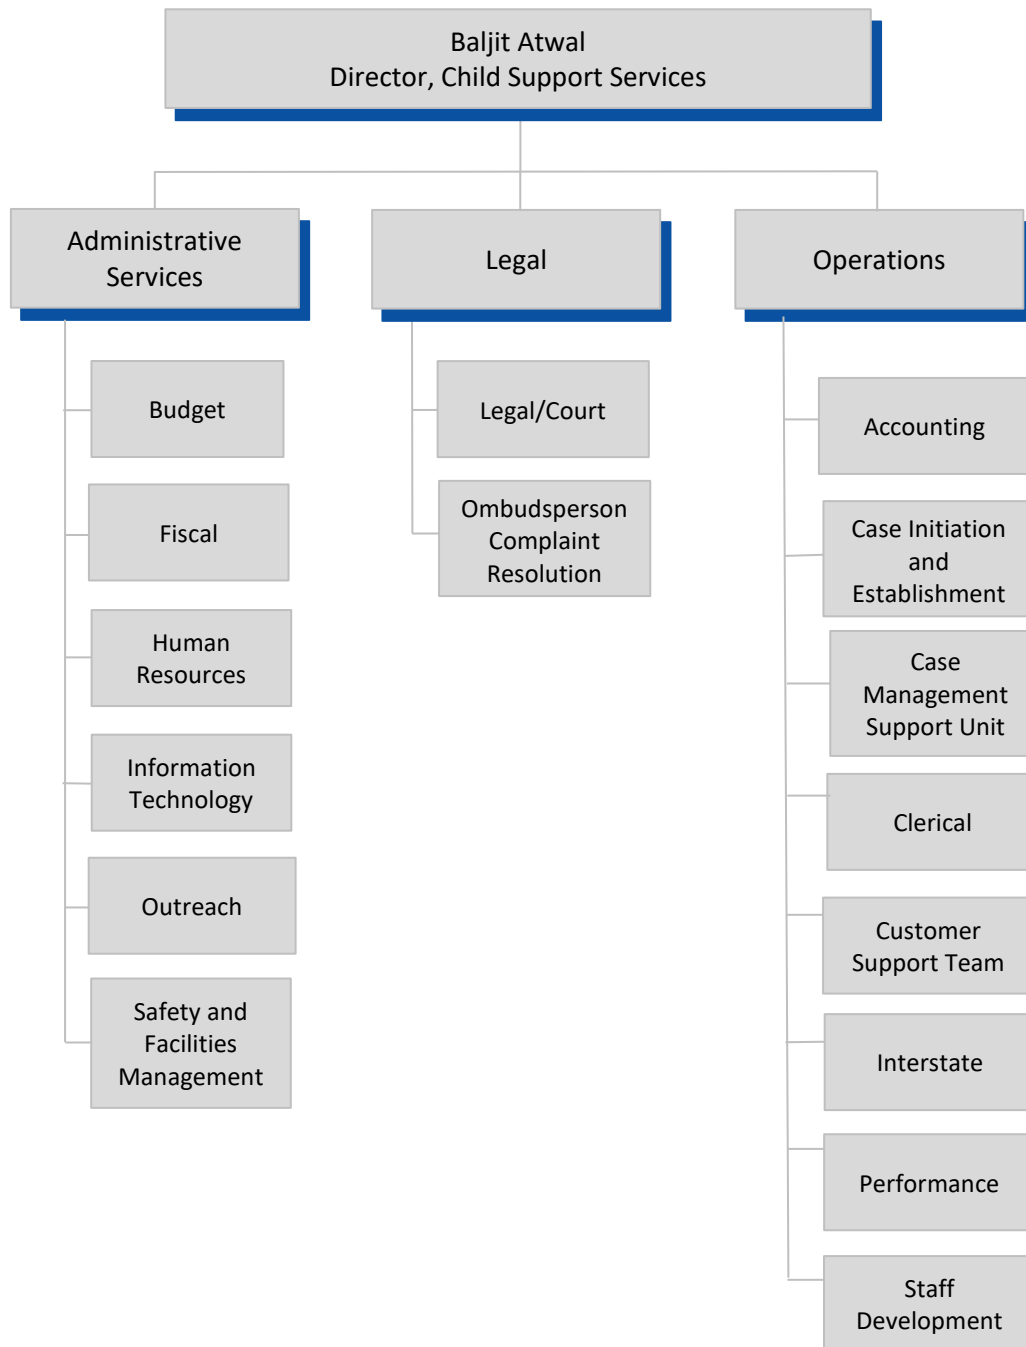 Baljit Atwal
Director, Child Support Services
Administrative
Services
Legal
Operations
Budget
Fiscal
Human
Resources
Information
Technology
Outreach
Safety and
Facilities
Management
Legal/Court
Ombudsperson
Complaint
Resolution
Accounting
Case Initiation
and
Establishment
Case
Management
Support Unit
Clerical
Customer
Support Team
Interstate
Performance
Staff
Development